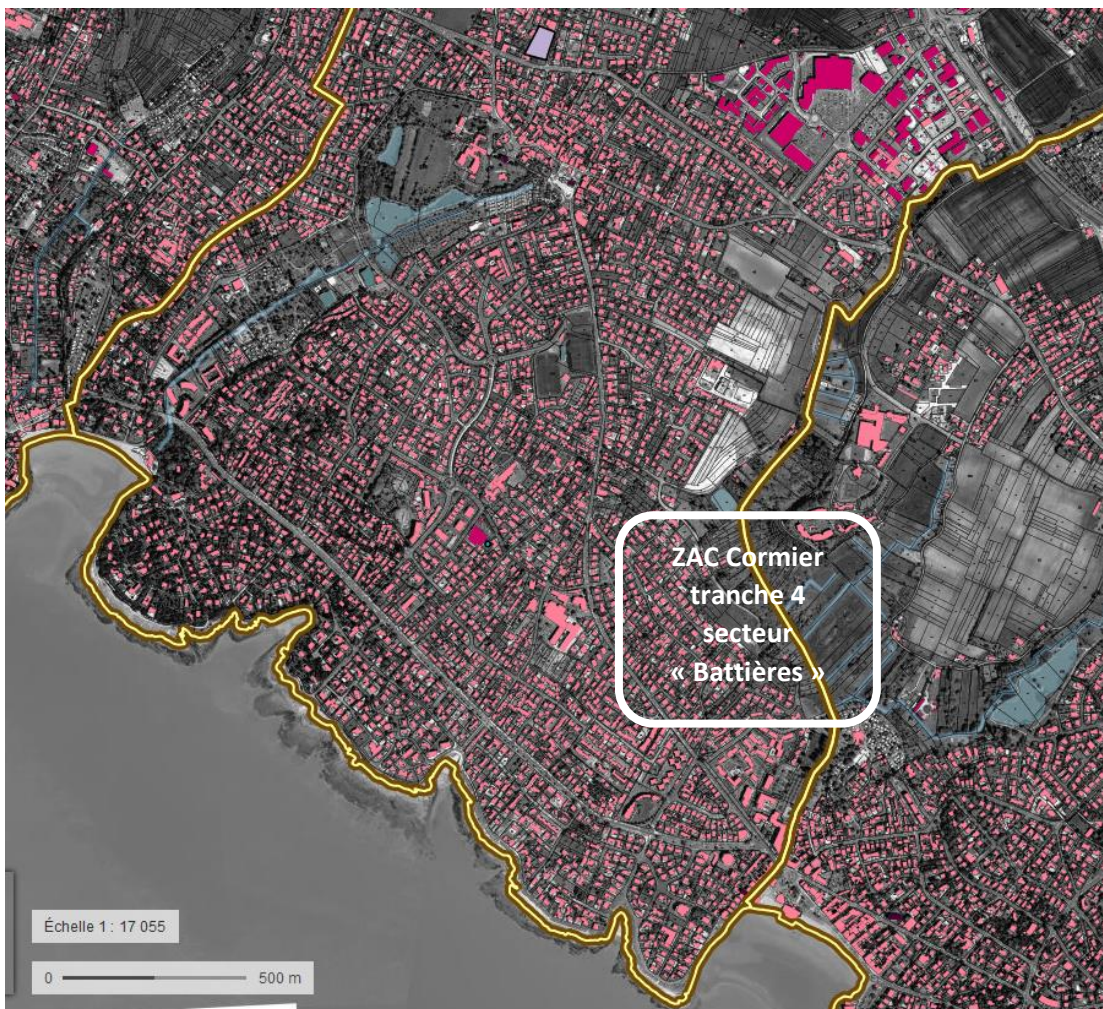 ZAC Cormier
tranche 4
secteur
« Battières »
Échelle 1 : 17 055
0 500 m